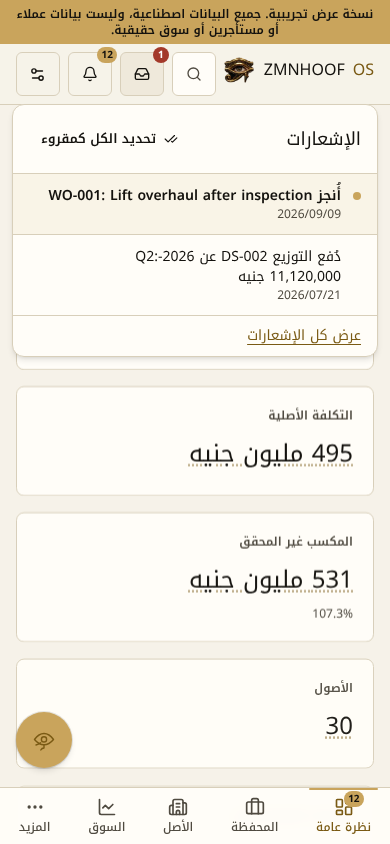 نسخة عرض تجريبية. جميع البيانات اصطناعية، وليست بيانات عملاء
أو مستأجرين أو سوق حقيقية.
ZMNHOOF OS
1
12
الإشعارات
تحديد الكل كمقروء
أُنجز WO-001: Lift overhaul after inspection
2026/09/09
دُفع التوزيع DS-002 عن Q2:-2026
11,120,000 جنيه
2026/07/21
عرض كل الإشعارات
التكلفة الأصلية
495 مليون جنيه
المكسب غير المحقق
531 مليون جنيه
107.3%
الأصول
30
12
نظرة عامة
المحفظة
الأصل
السوق
المزيد